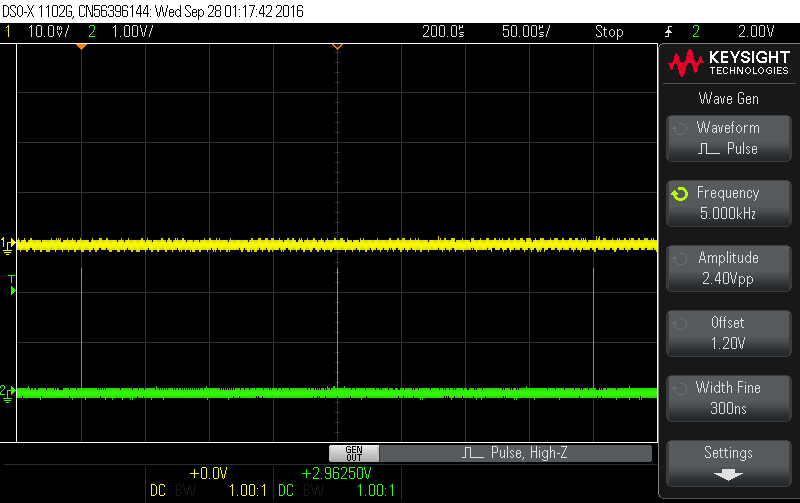 DSO-X 1102G, CN56396144: Wed Sep 28 01:17:42 2016
1 10.0V/ 2 1.00V/ 200.0s 50.00s/ Stop 2 2.00V
KEYSIGHT
TECHNOLOGIES
Wave Gen
Waveform
Pulse
Frequency
5.000kHz
Amplitude
2.40Vpp
Offset
1.20V
Width Fine
300ns
Settings
1
T
2
GEN
OUT
Pulse, High-Z
+0.0V +2.96250V
DC BW 1.00:1 DC BW 1.00:1